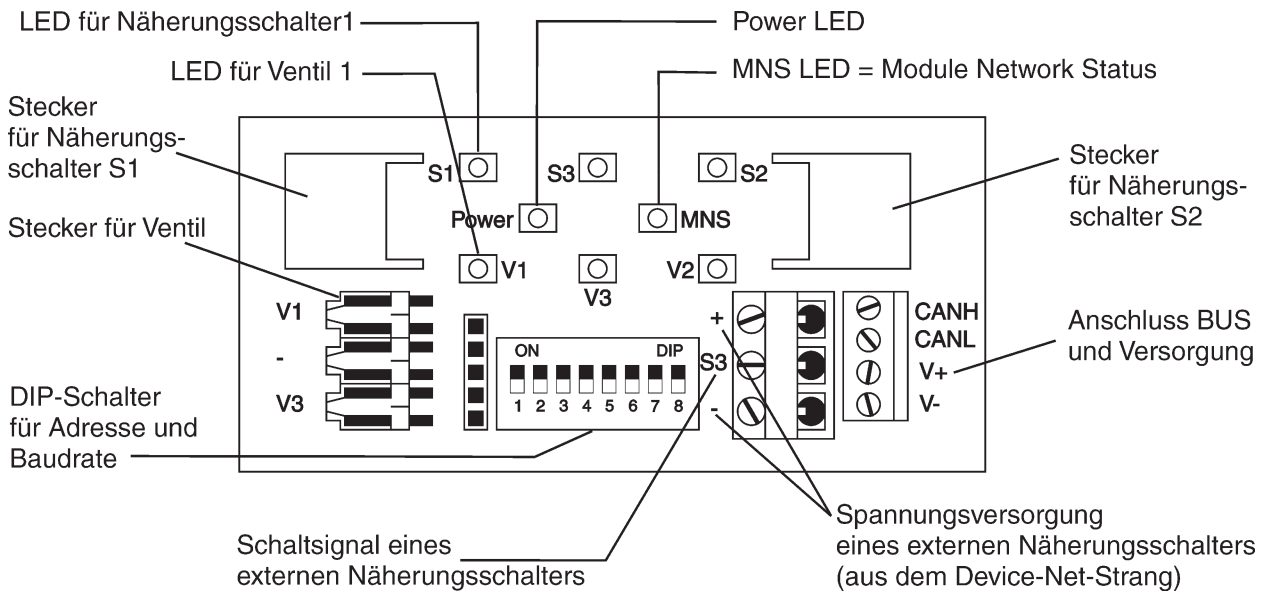 LED für Näherungsschalter1
Power LED
LED für Ventil 1
MNS LED = Module Network Status
Stecker
für Näherungs-
schalter S1
Stecker
für Näherungs-
schalter S2
S1
S3
S2
Power
MNS
Stecker für Ventil
V1
V3
V2
V1
-
V3
ON
DIP
1 2 3 4 5 6 7 8
+
S3
-
CANH
CANL
V+
V-
Anschluss BUS
und Versorgung
DIP-Schalter
für Adresse und
Baudrate
Schaltsignal eines
externen Näherungsschalters
Spannungsversorgung
eines externen Näherungsschalters
(aus dem Device-Net-Strang)